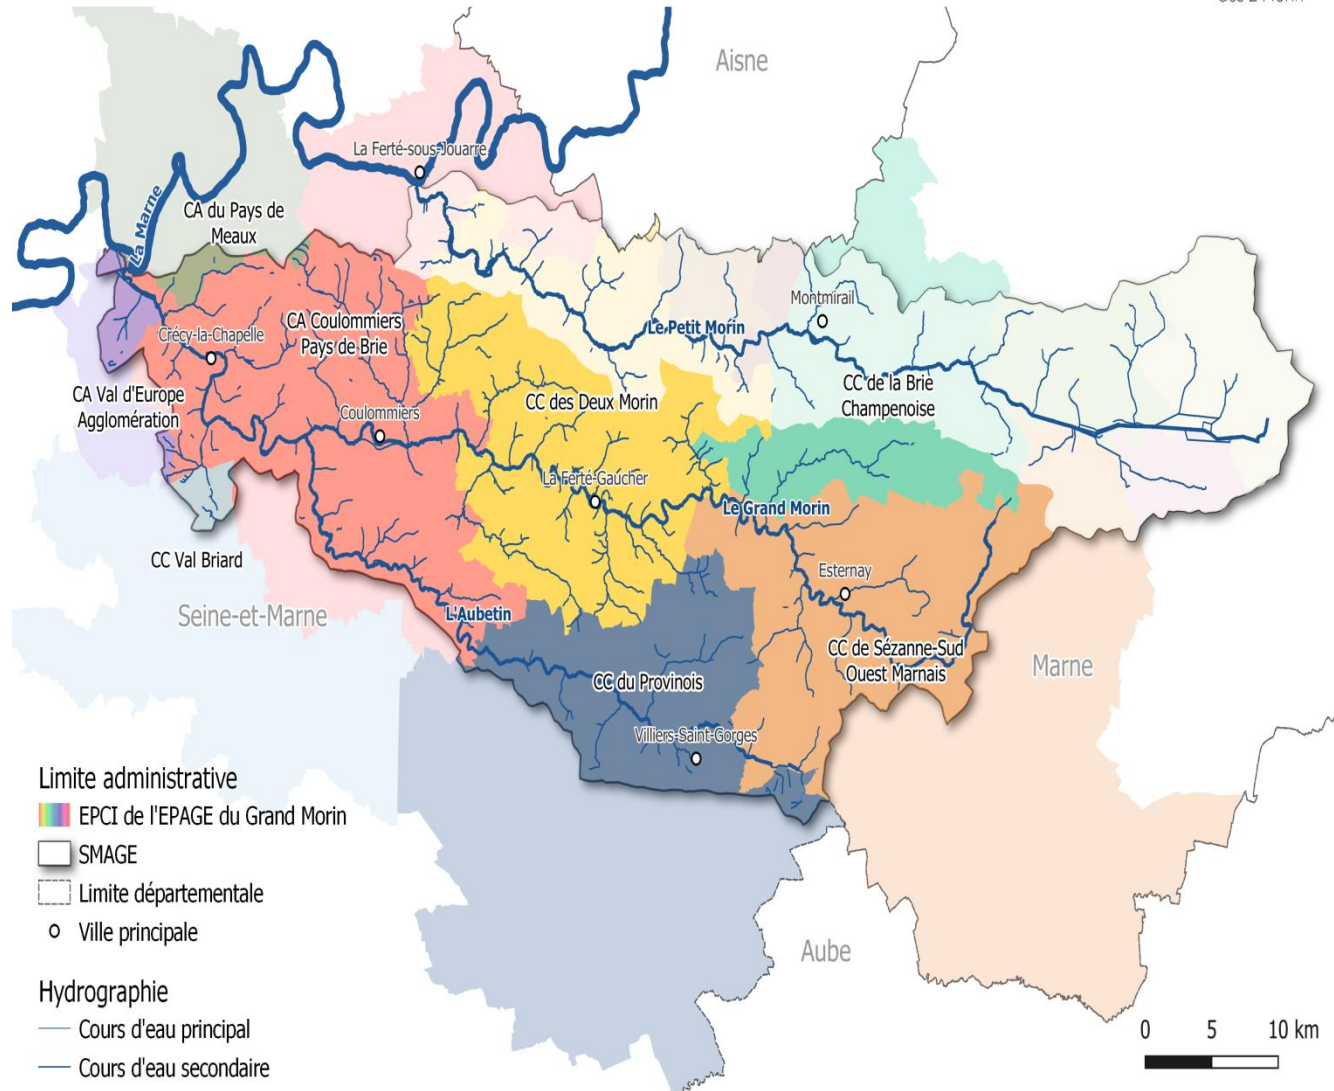 Aisne
La Ferté-sous-Jouarre
La Marne
CA du Pays de
Meaux
Montmirail
Le Petit Morin
CA Coulommiers
Pays de Brie
Crécy-la-Chapelle
CC de la Brie
Champenoise
CA Val d'Europe
Agglomération
CC des Deux Morin
Coulommiers
La Ferté-Gaucher
Le Grand Morin
CC Val Briard
Esternay
Seine-et-Marne
L'Aubetin
CC de Sézanne-Sud
Ouest Marnais
Marne
CC du Provinois
Villiers-Saint-Gorges
Limite administrative
EPCI de l'EPAGE du Grand Morin
SMAGE
Limite départementale
Ville principale
Aube
Hydrographie
Cours d'eau principal
Cours d'eau secondaire
0 5 10 km